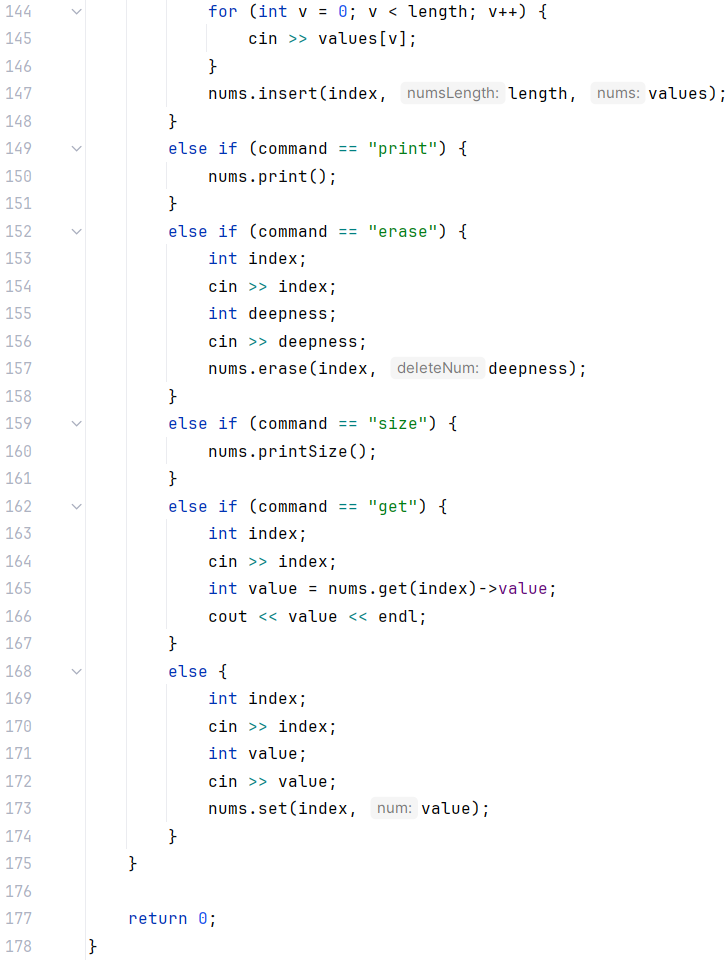 144 for (int v = 0; v < length; v++) {
145 cin >> values[v];
146 }
147 nums.insert(index, numsLength: length, nums: values);
148 }
149 else if (command == "print") {
150 nums.print();
151 }
152 else if (command == "erase") {
153 int index;
154 cin >> index;
155 int deepness;
156 cin >> deepness;
157 nums.erase(index, deleteNum: deepness);
158 }
159 else if (command == "size") {
160 nums.printSize();
161 }
162 else if (command == "get") {
163 int index;
164 cin >> index;
165 int value = nums.get(index)->value;
166 cout << value << endl;
167 }
168 else {
169 int index;
170 cin >> index;
171 int value;
172 cin >> value;
173 nums.set(index, num: value);
174 }
175 }
176
177 return 0;
178 }